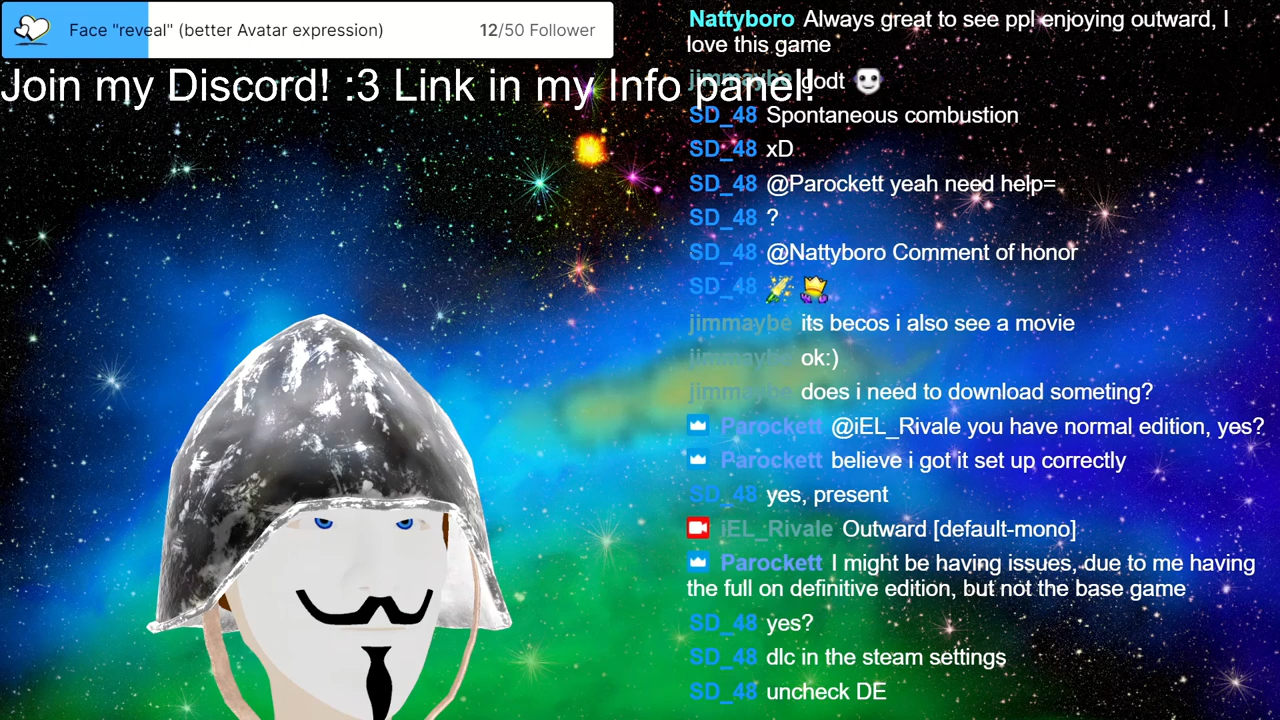 Face "reveal" (better Avatar expression) 12/50 Follower
Join my Discord! :3 Link in my Info panel!
Nattyboro Always great to see ppl enjoying outward, I
love this game
jimmaybe godt
SD_48 Spontaneous combustion
SD_48 xD
SD_48 @Parockett yeah need help=
SD_48 ?
SD_48 @Nattyboro Comment of honor
SD_48
jimmaybe its becos i also see a movie
jimmaybe ok:)
jimmaybe does i need to download someting?
Parockett @iEL_Rivale you have normal edition, yes?
Parockett believe i got it set up correctly
SD_48 yes, present
iEL_Rivale Outward [default-mono]
Parockett I might be having issues, due to me having
the full on definitive edition, but not the base game
SD_48 yes?
SD_48 dlc in the steam settings
SD_48 uncheck DE